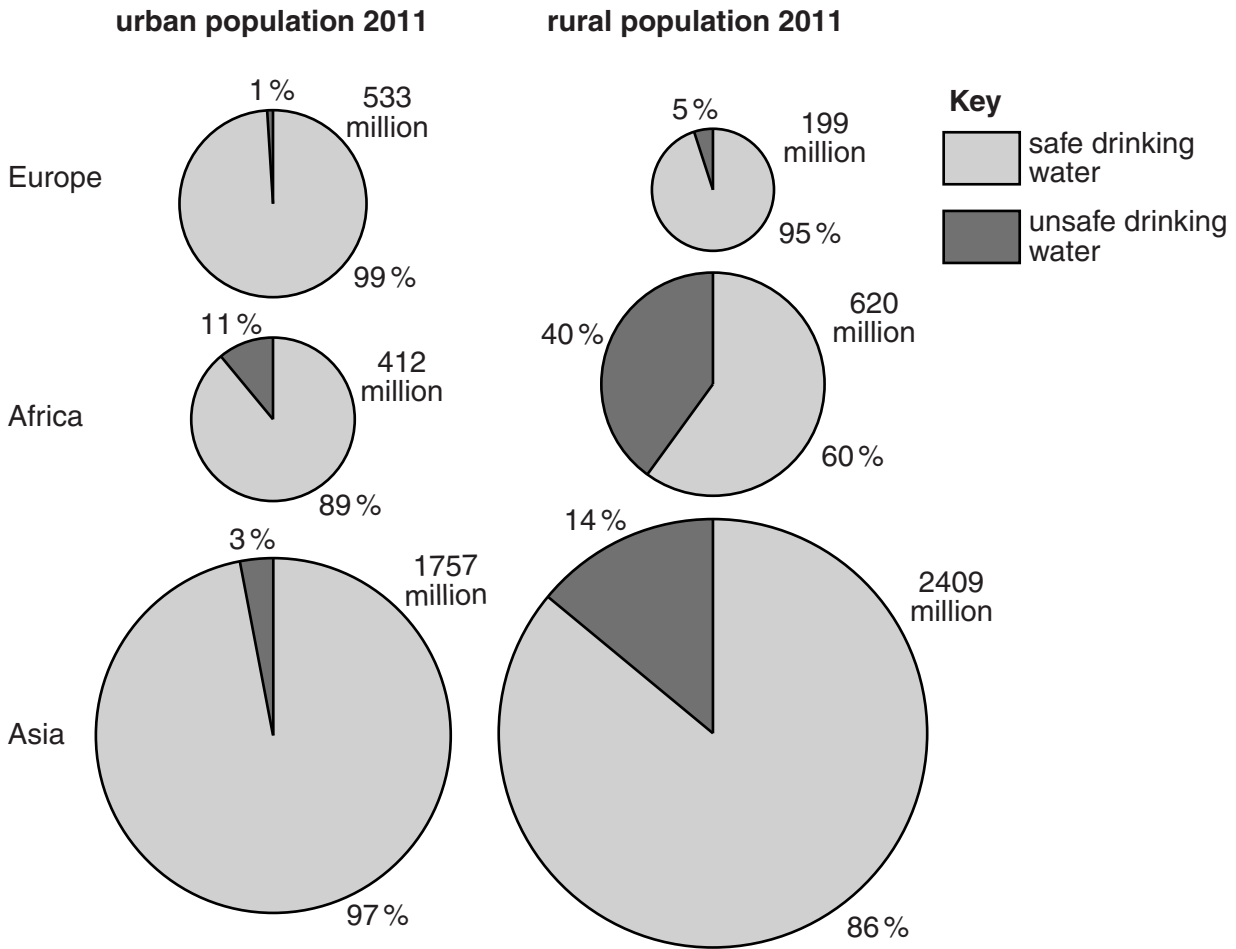 urban population 2011
rural population 2011
Key
safe drinking
water
unsafe drinking
water
Europe
1 %
533
million
99 %
5 %
199
million
95 %
Africa
11 %
412
million
89 %
40 %
620
million
60 %
Asia
3 %
1757
million
97 %
14 %
2409
million
86 %